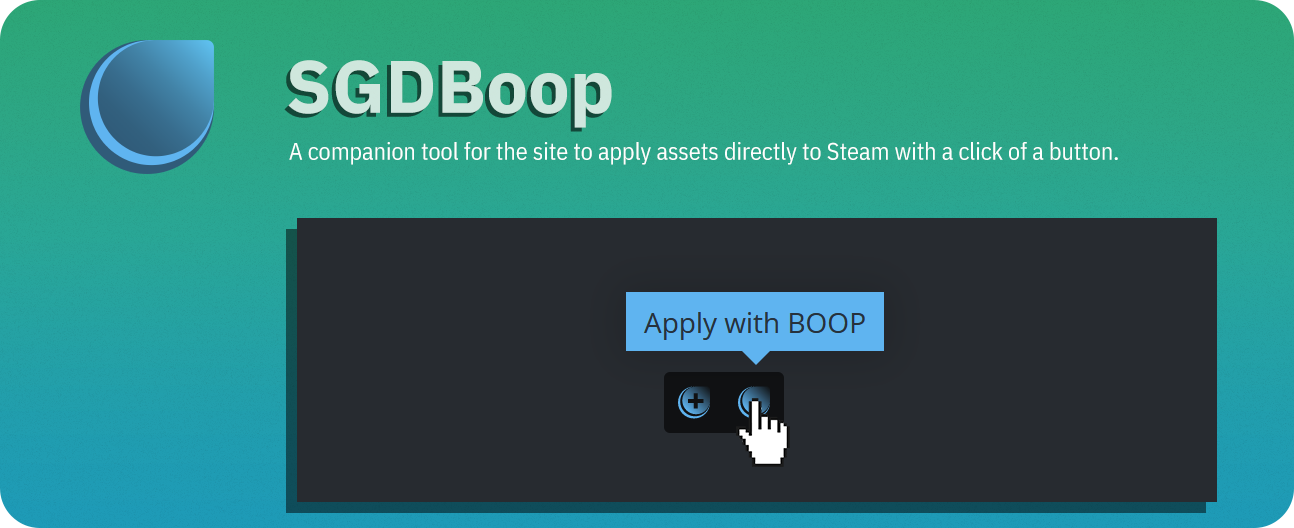 SGDBoop
A companion tool for the site to apply assets directly to Steam with a click of a button.
Apply with BOOP